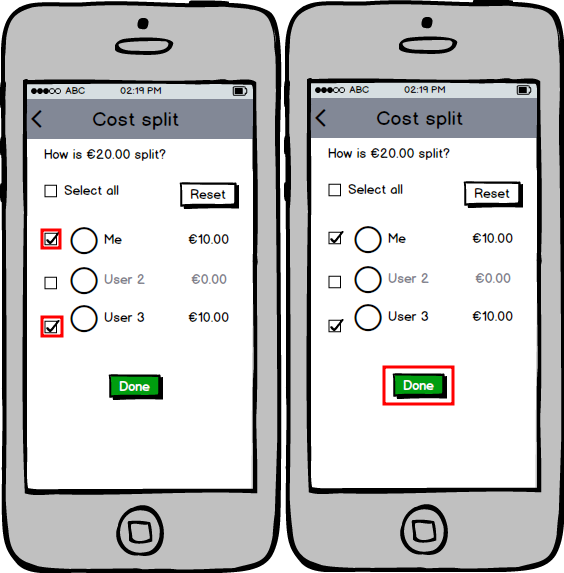 ABC 02:19 PM
Cost split
How is €20.00 split?
Select all
Reset
Me €10.00
User 2 €0.00
User 3 €10.00
Done
ABC 02:19 PM
Cost split
How is €20.00 split?
Select all
Reset
Me €10.00
User 2 €0.00
User 3 €10.00
Done